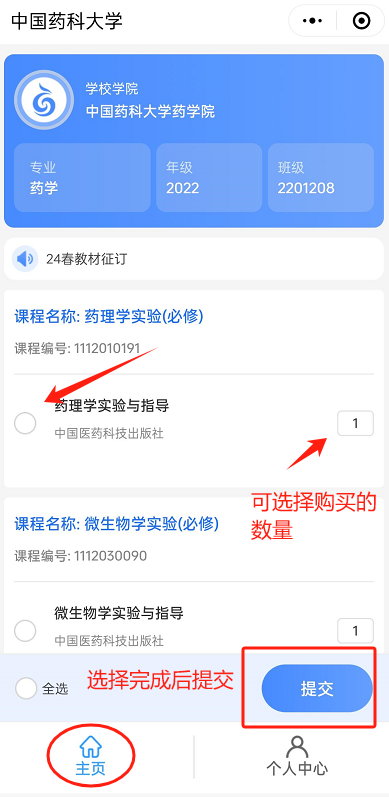 中国药科大学
学校学院
中国药科大学药学院
专业
药学
年级
2022
班级
2201208
24春教材征订
课程名称: 药理学实验(必修)
课程编号: 1112010191
药理学实验与指导
中国医药科技出版社
1
可选择购买的
数量
课程名称: 微生物学实验(必修)
课程编号: 1112030090
微生物学实验与指导
中国医药科技出版社
1
全选
选择完成后提交
提交
主页
个人中心